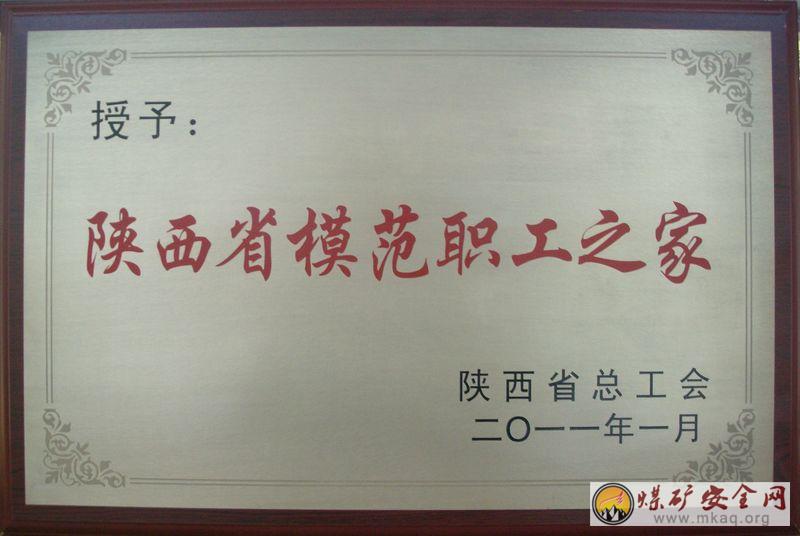 授予：
陕西省模范职工之家
陕西省总工会
二〇一一年一月
煤矿安全网
www.mkaq.org